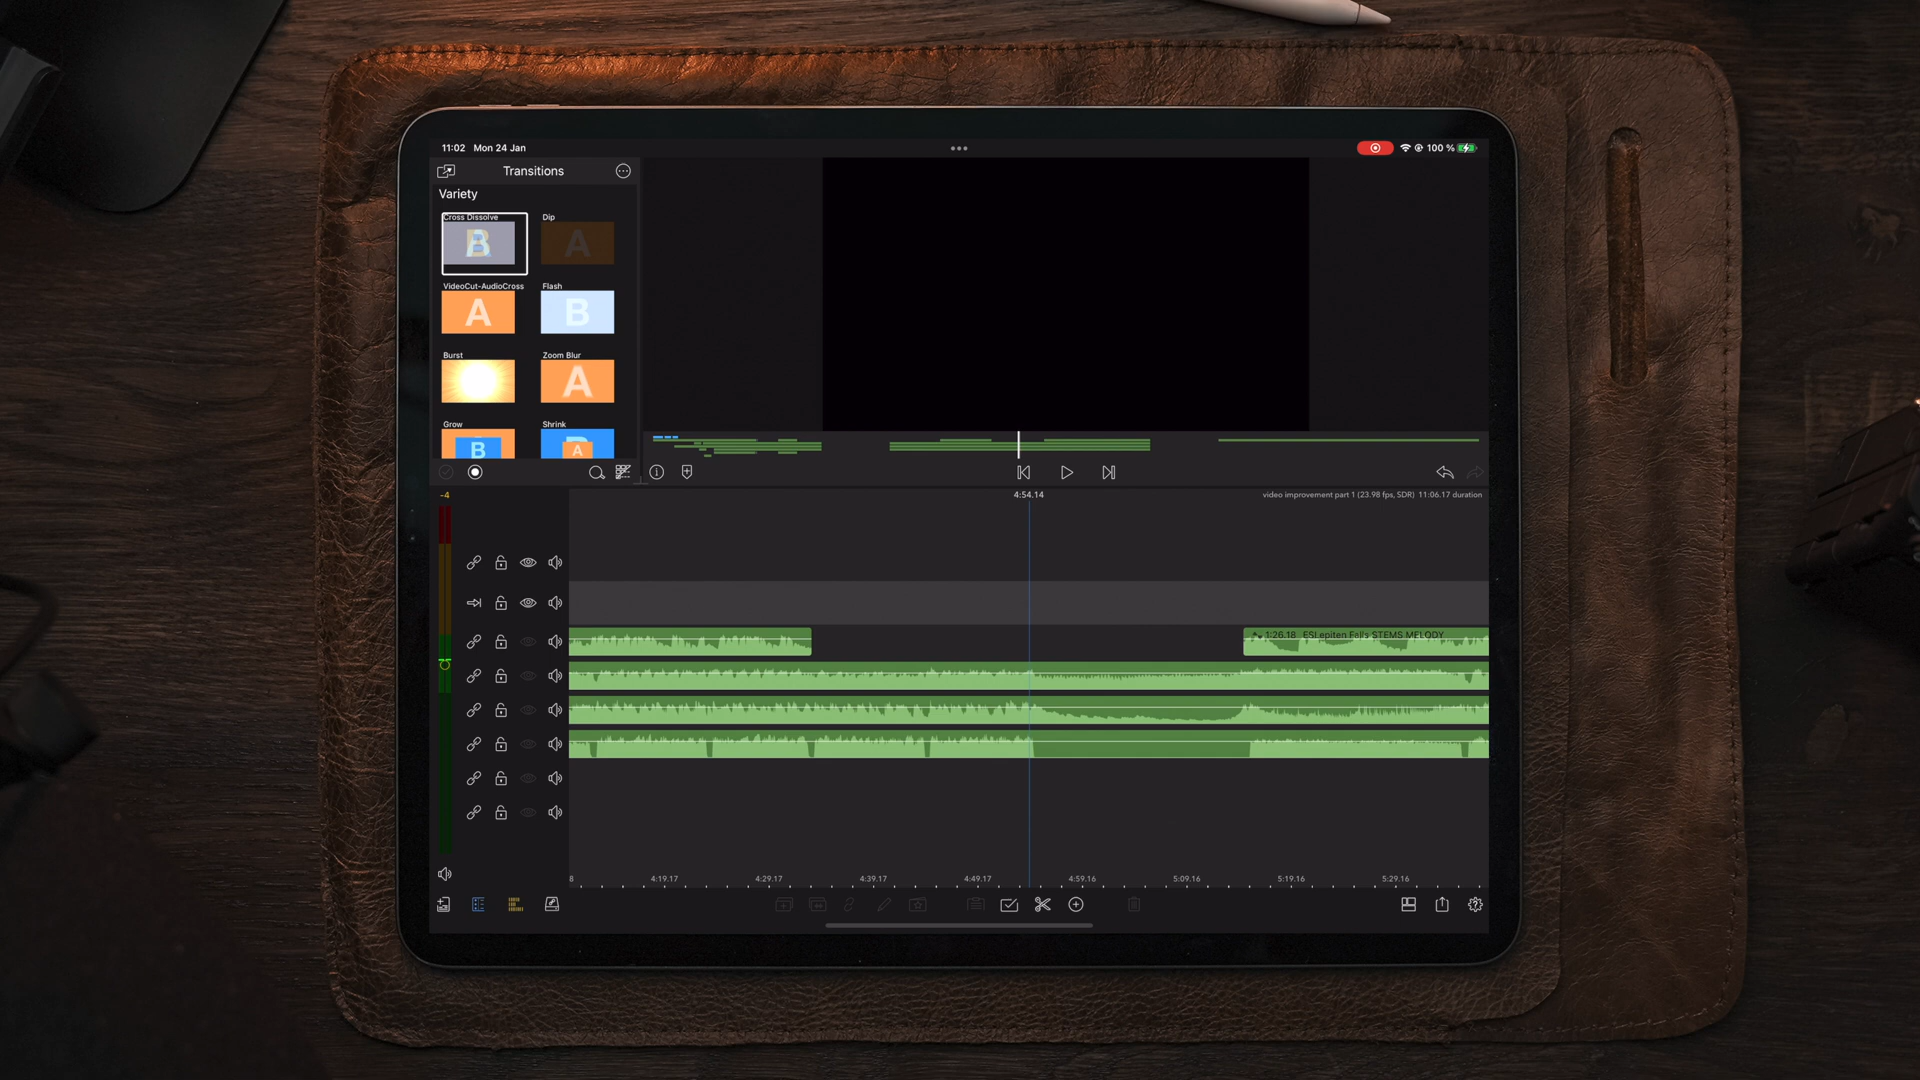 11:02 Mon 24 Jan
100 %
Transitions
Variety
Cross Dissolve
Dip
B
A
VideoCut-AudioCross
Flash
A
B
Burst
Zoom Blur
A
Grow
Shrink
B
A
-4
4:54.14
video improvement part 1 (23.98 fps, SDR) 11:06.17 duration
1:26.18 ESLepiten Fells STEMS MELODY
8
4:19.17
4:29.17
4:39.17
4:49.17
4:59.16
5:09.16
5:19.16
5:29.16